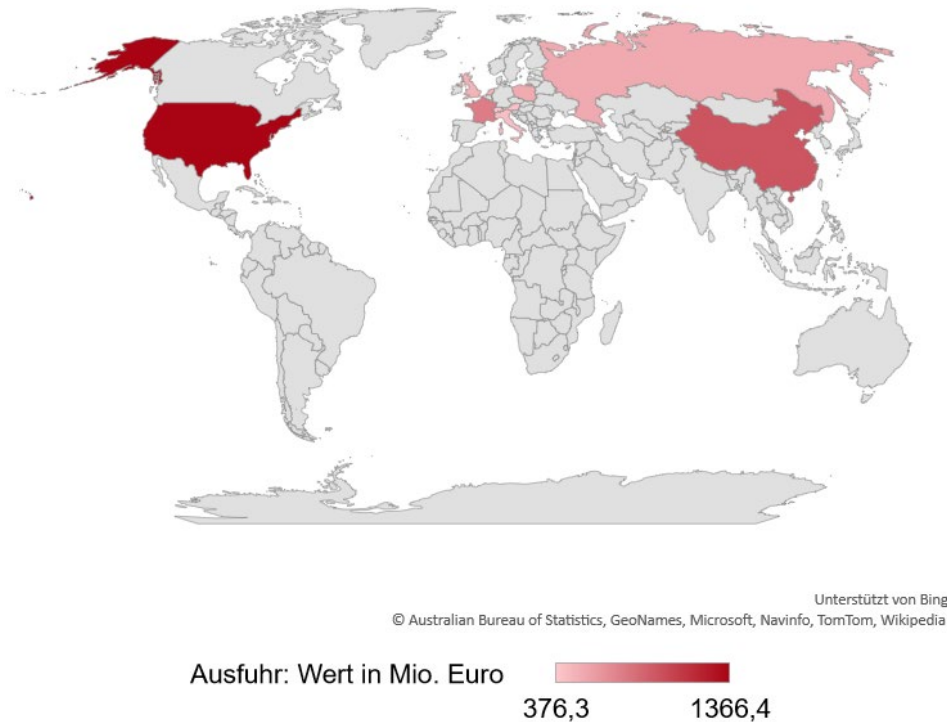 Unterstützt von Bing
© Australian Bureau of Statistics, GeoNames, Microsoft, Navinfo, TomTom, Wikipedia
Ausfuhr: Wert in Mio. Euro
376,3 1366,4